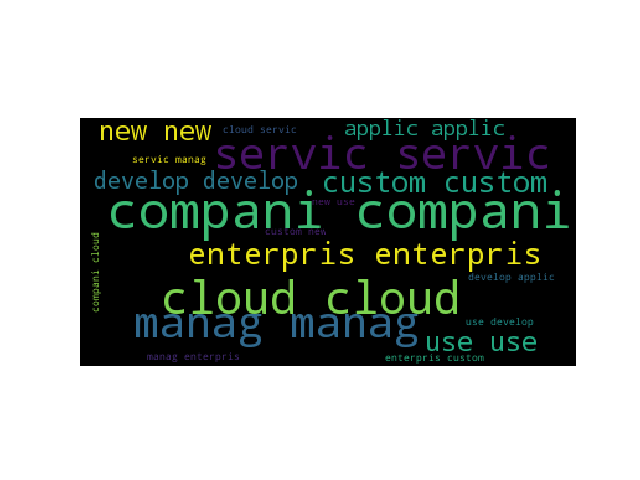 new new
cloud servic
applic applic
servic manag
servic servic
develop develop
custom custom
compani compani
new use
custom new
compani cloud
enterpris enterpris
develop applic
cloud cloud
manag manag
use develop
use use
manag enterpris
enterpris custom